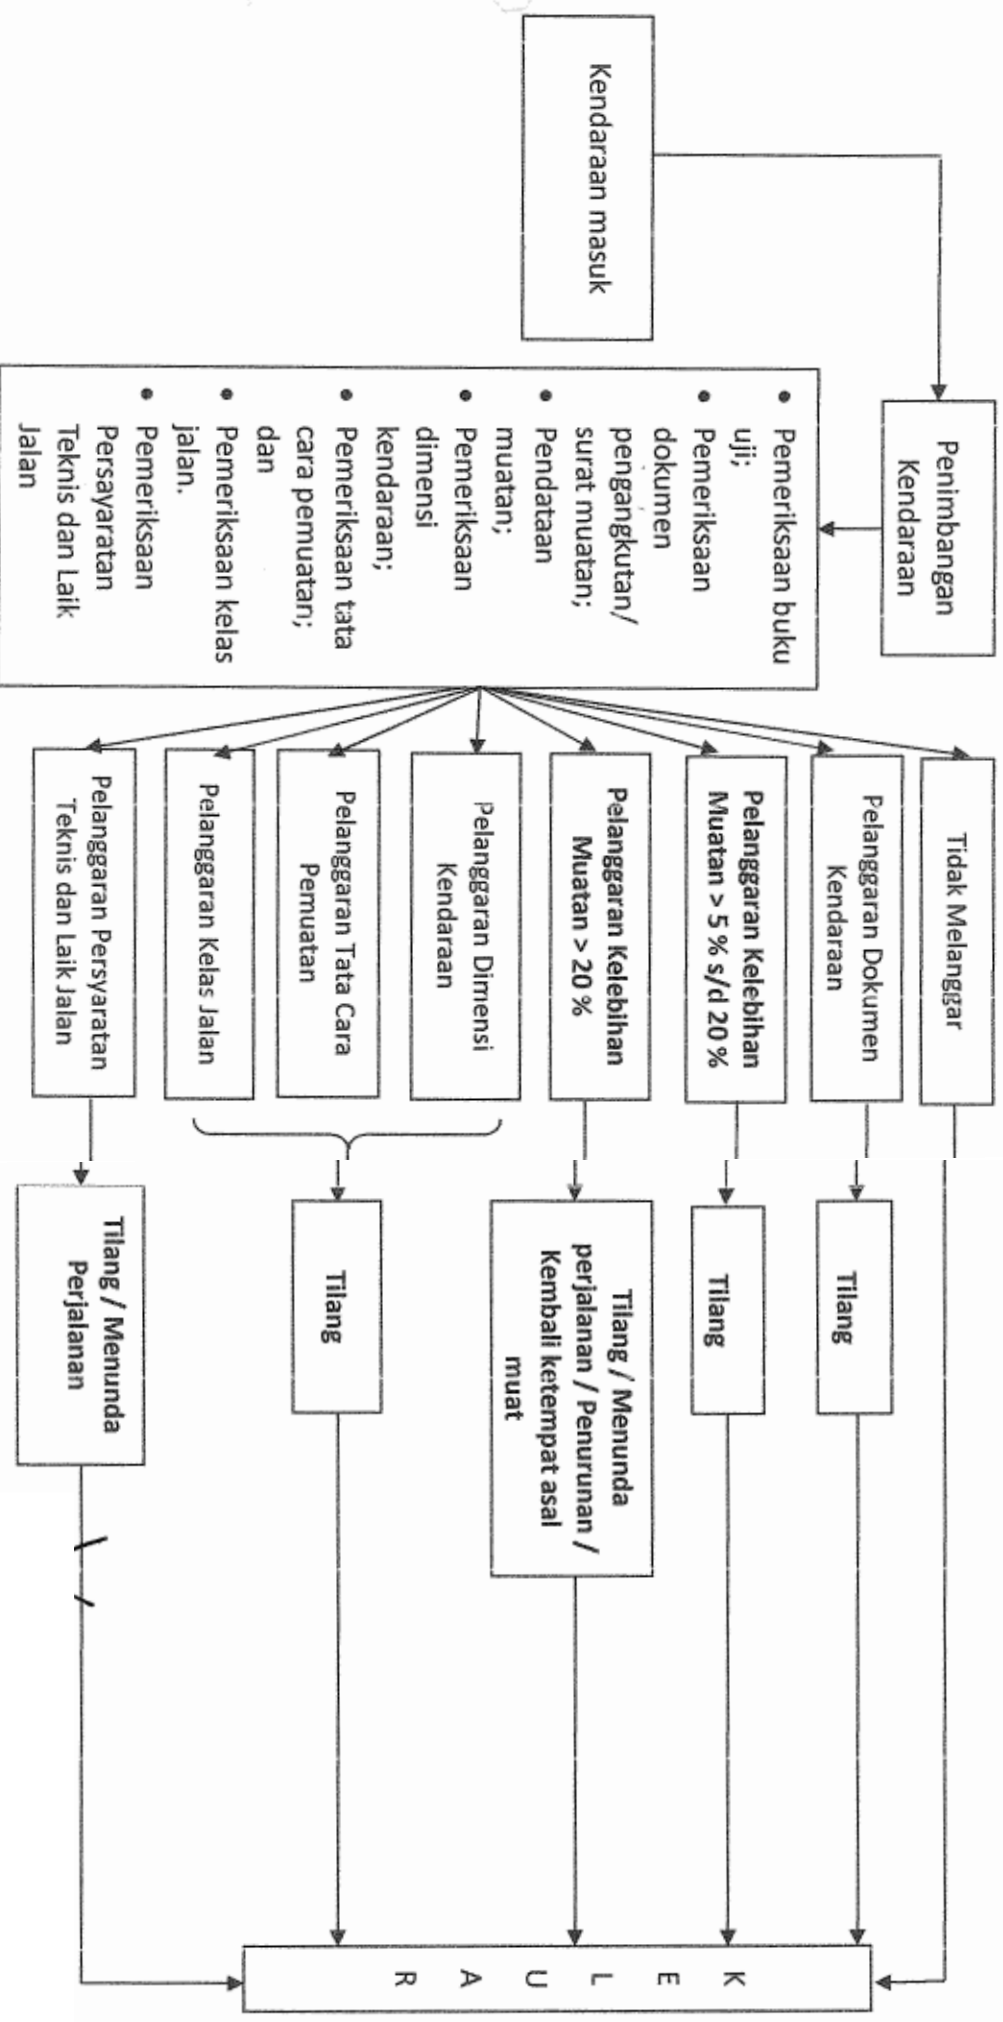 Kendaraan masuk
Penimbangan
Kendaraan
• Pemeriksaan buku
uji;
• Pemeriksaan
dokumen
pengangkutan/
surat muatan;
• Pendataan
muatan;
• Pemeriksaan
dimensi
kendaraan;
• Pemeriksaan tata
cara pemuatan;
dan
• Pemeriksaan kelas
jalan.
• Pemeriksaan
Persayaratan
Teknis dan Laik
Jalan
Tidak Melanggar
Pelanggaran Dokumen
Kendaraan
Pelanggaran Kelebihan
Muatan > 5 % s/d 20 %
Pelanggaran Kelebihan
Muatan > 20 %
Pelanggaran Dimensi
Kendaraan
Pelanggaran Tata Cara
Pemuatan
Pelanggaran Kelas Jalan
Pelanggaran Persyaratan
Teknis dan Laik Jalan
Tilang
Tilang
Tilang / Menunda
perjalanan / Penurunan /
Kembali ketempat asal
muat
Tilang
Tilang / Menunda
Perjalanan
K
E
L
U
A
R